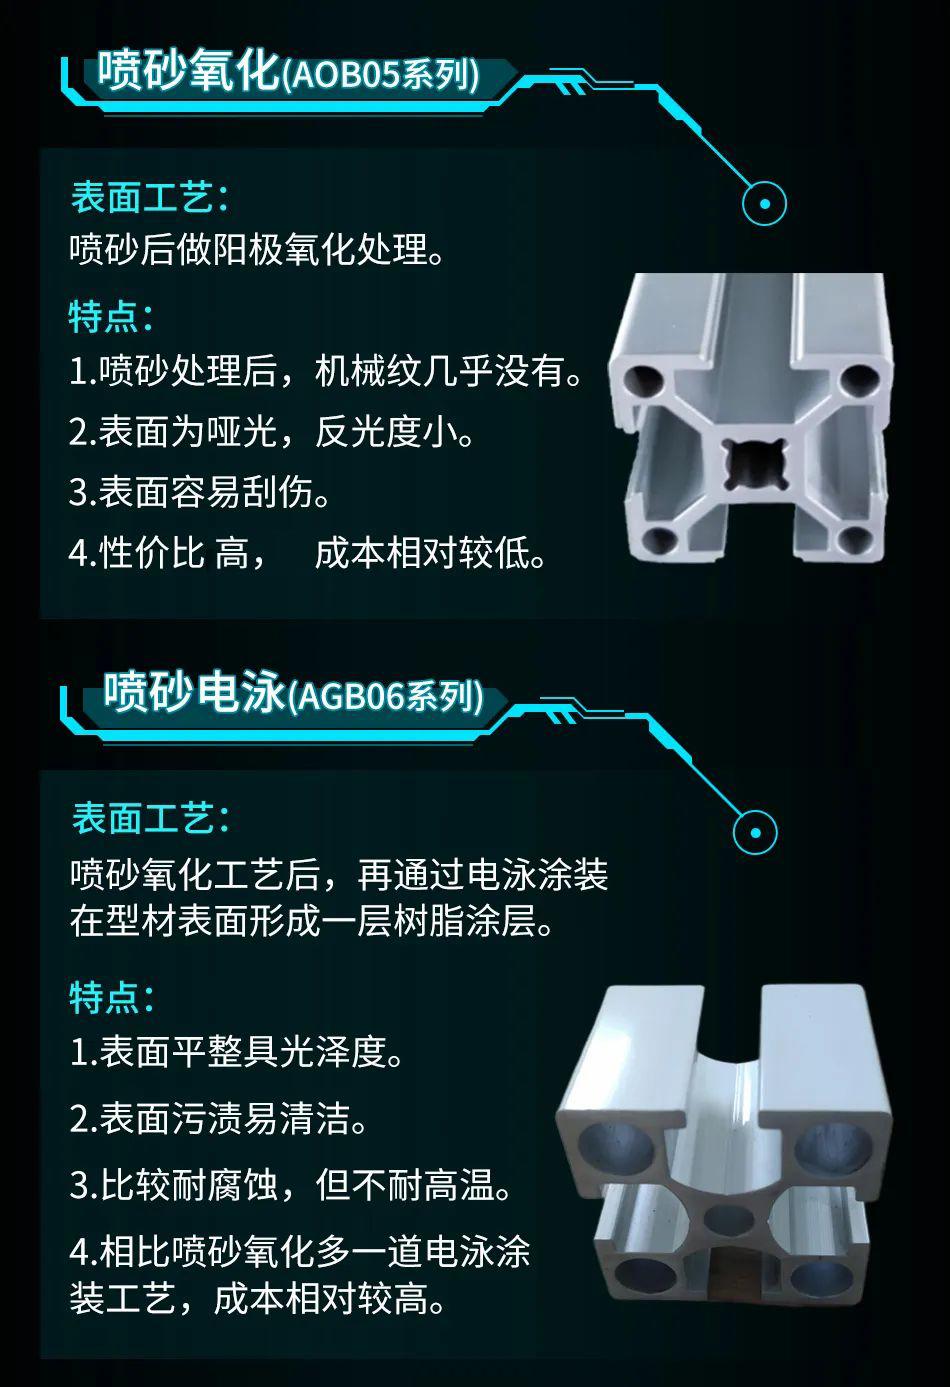 喷砂氧化(AOB05系列)
表面工艺：
喷砂后做阳极氧化处理。
特点：
1.喷砂处理后，机械纹几乎没有。
2.表面为哑光，反光度小。
3.表面容易刮伤。
4.性价比 高， 成本相对较低。
喷砂电泳(AGB06系列)
表面工艺：
喷砂氧化工艺后，再通过电泳涂装
在型材表面形成一层树脂涂层。
特点：
1.表面平整具光泽度。
2.表面污渍易清洁。
3.比较耐腐蚀，但不耐高温。
4.相比喷砂氧化多一道电泳涂
装工艺，成本相对较高。